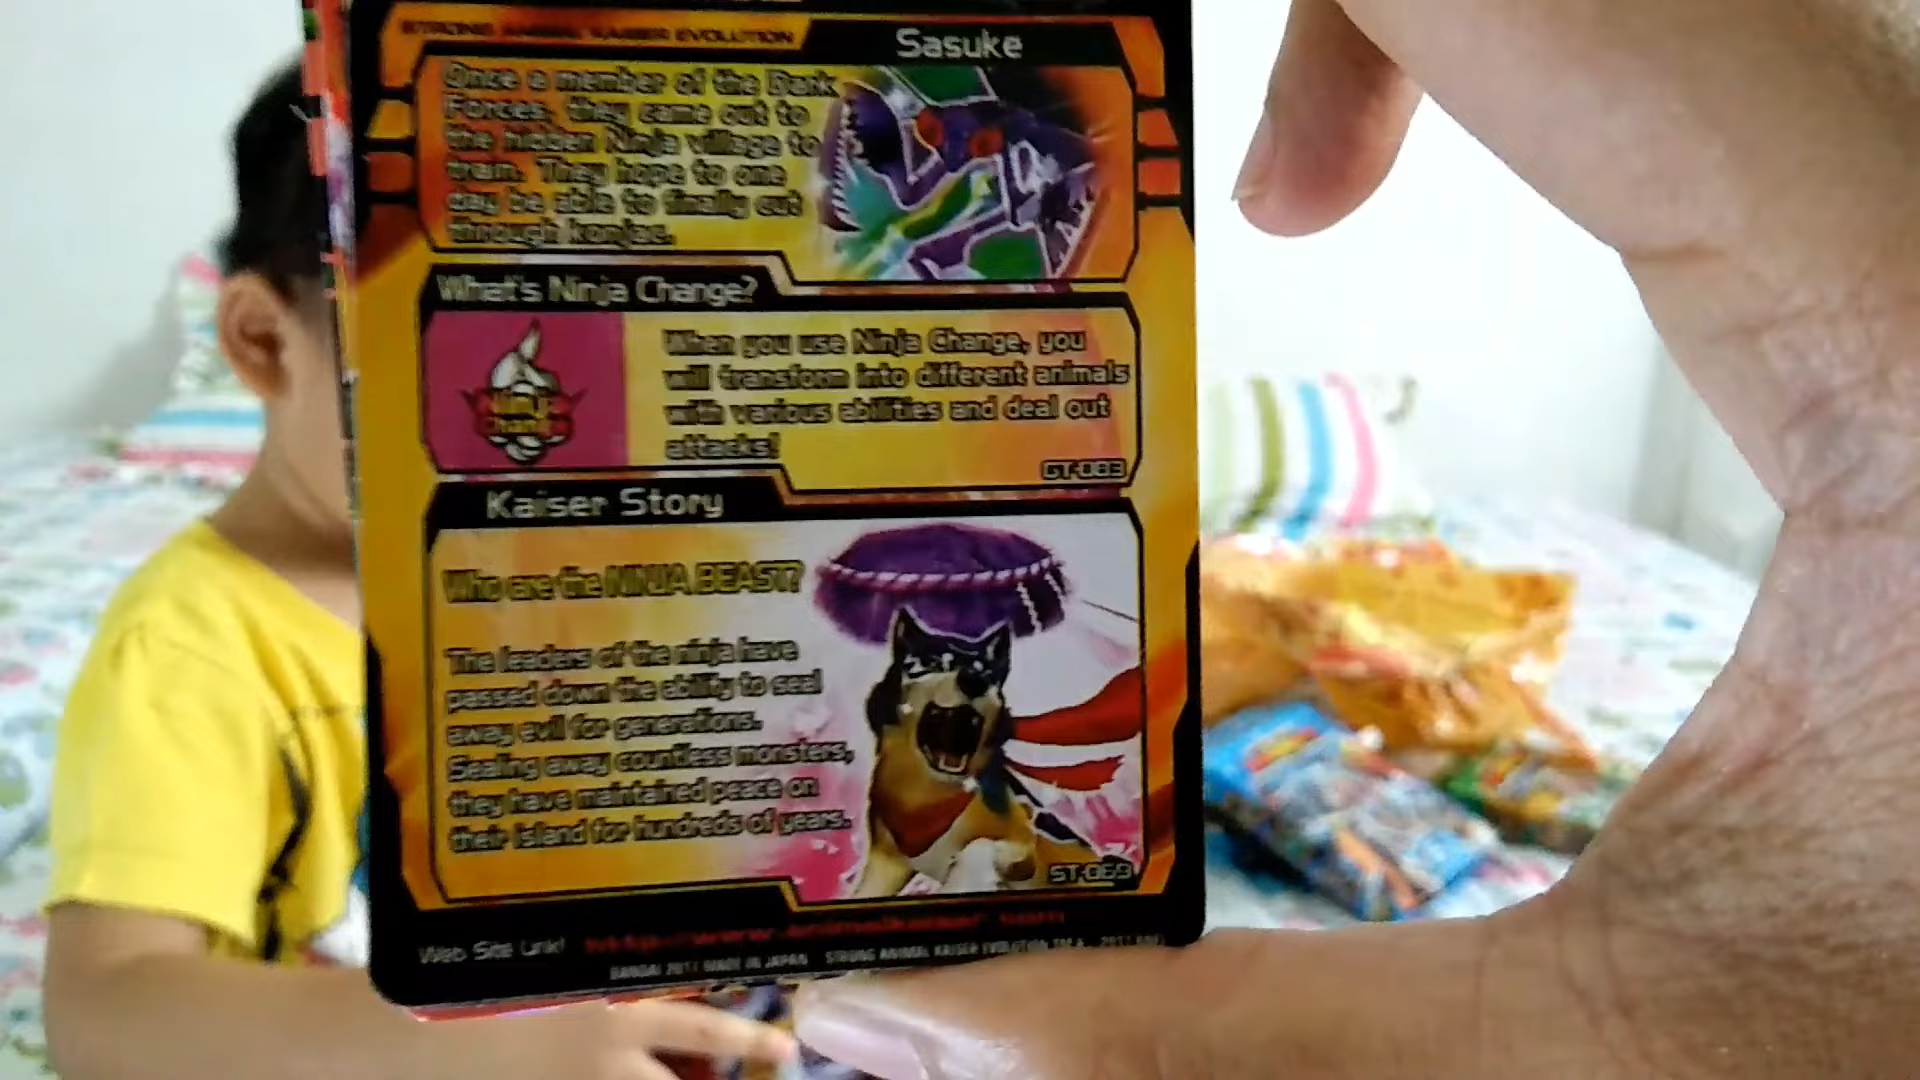 STRONG ANIMAL KAISER EVOLUTION
Sasuke
Once a member of the Dark
Forces, they came out to
the hidden Ninja village to
train. They hope to one
day be able to finally cut
through konjac.
What's Ninja Change?
Ninja
Change
When you use Ninja Change, you
will transform into different animals
with various abilities and deal out
attacks!
GT-083
Kaiser Story
Who are the NINJA BEAST?
The leaders of the ninja have
passed down the ability to seal
away evil for generations.
Sealing away countless monsters,
they have maintained peace on
their island for hundreds of years.
ST-069
Web Site Link!
BANDAI 2011 MADE IN JAPAN STRONG ANIMAL KAISER EVOLUTION